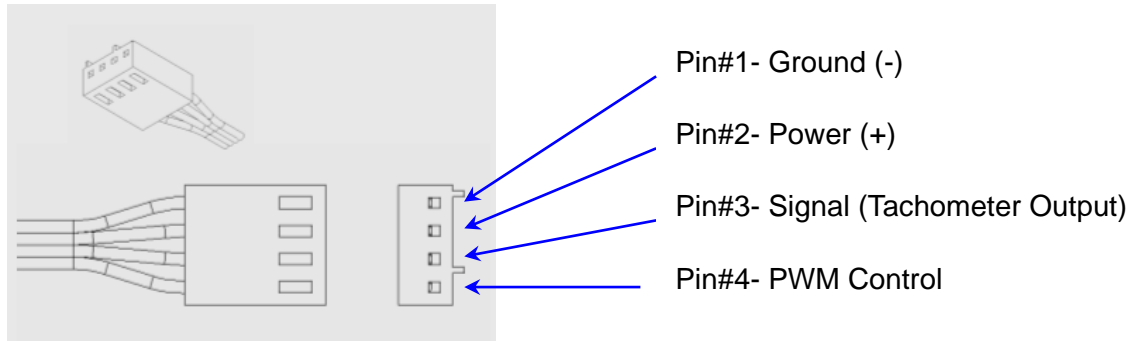 Pin#1- Ground (-)
Pin#2- Power (+)
Pin#3- Signal (Tachometer Output)
Pin#4- PWM Control